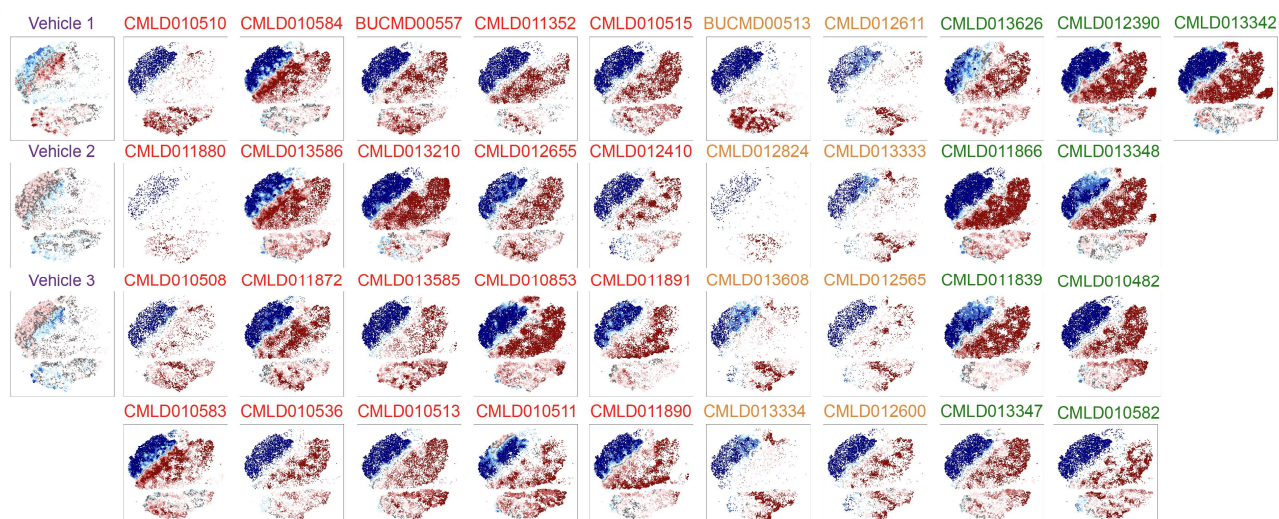 Vehicle 1 CMLD010510 CMLD010584 BUCMD00557 CMLD011352 CMLD010515 BUCMD00513 CMLD012611 CMLD013626 CMLD012390 CMLD013342
Vehicle 2 CMLD011880 CMLD013586 CMLD013210 CMLD012655 CMLD012410 CMLD012824 CMLD013333 CMLD011866 CMLD013348
Vehicle 3 CMLD010508 CMLD011872 CMLD013585 CMLD010853 CMLD011891 CMLD013608 CMLD012565 CMLD011839 CMLD010482
CMLD010583 CMLD010536 CMLD010513 CMLD010511 CMLD011890 CMLD013334 CMLD012600 CMLD013347 CMLD010582